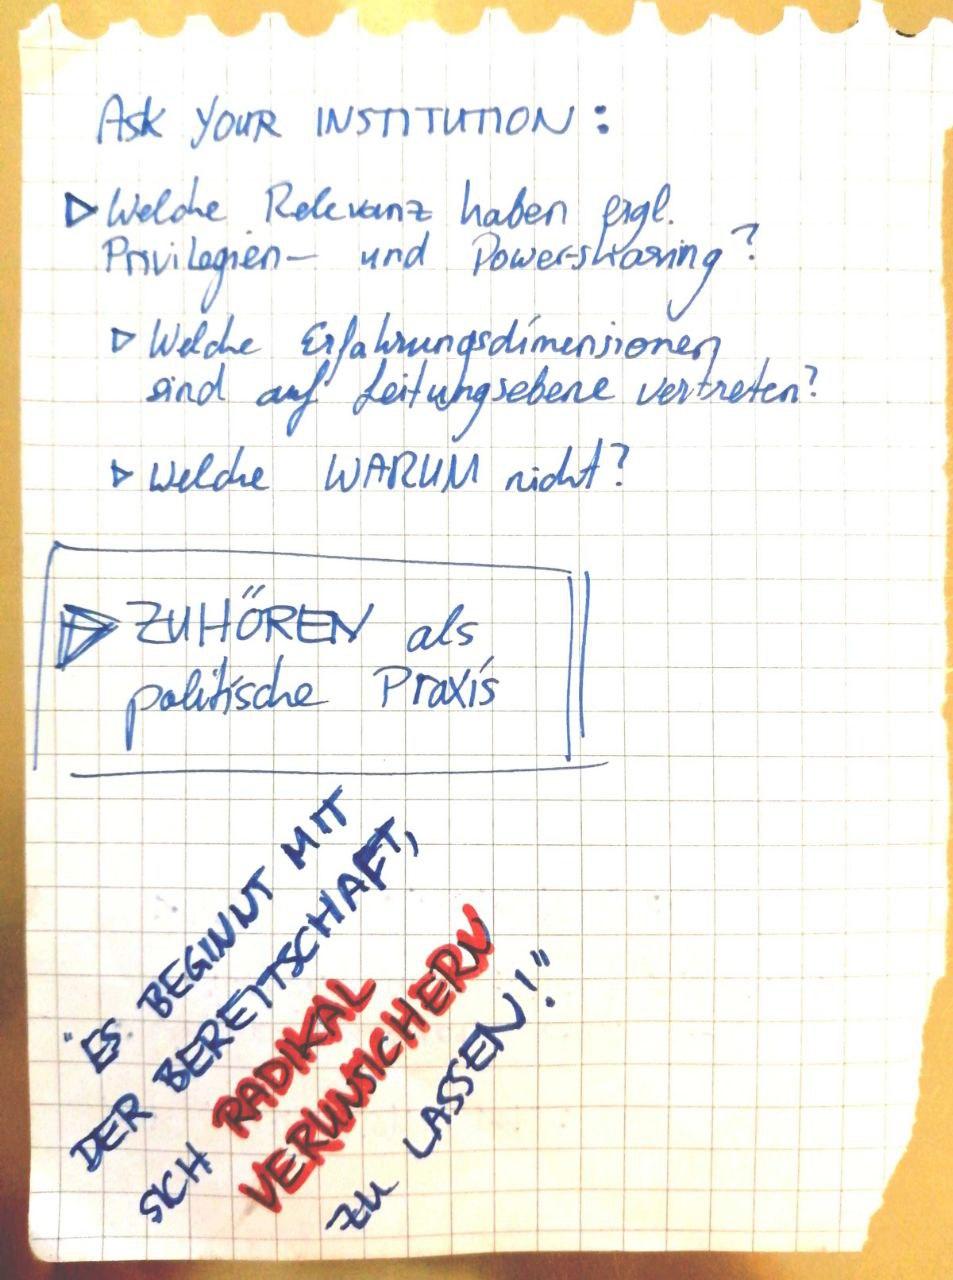 ASK YOUR INSTITUTION:
▷ Welche Relevanz haben ggl.
Privilegien- und Powersharing?
▷ Welche Erfahrungsdimensionen
sind auf Leitungsebene vertreten?
▷ Welche WARUM nicht?
▷ ZUHÖREN als
politische Praxis
"ES BEGINNT MIT
DER BEREITSCHAFT,
SICH RADIKAL
VERUNSICHERN
ZU LASSEN!"